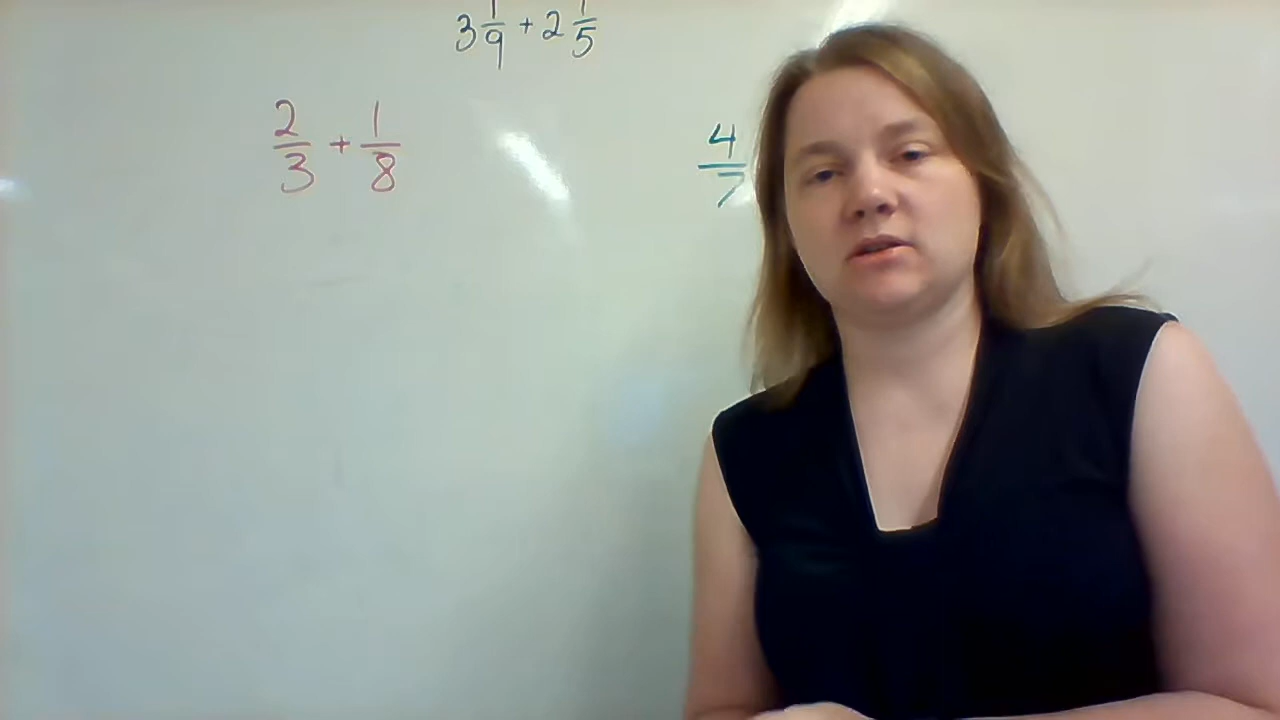 3 1/9 + 2 1/5
2/3 + 1/8
4/7